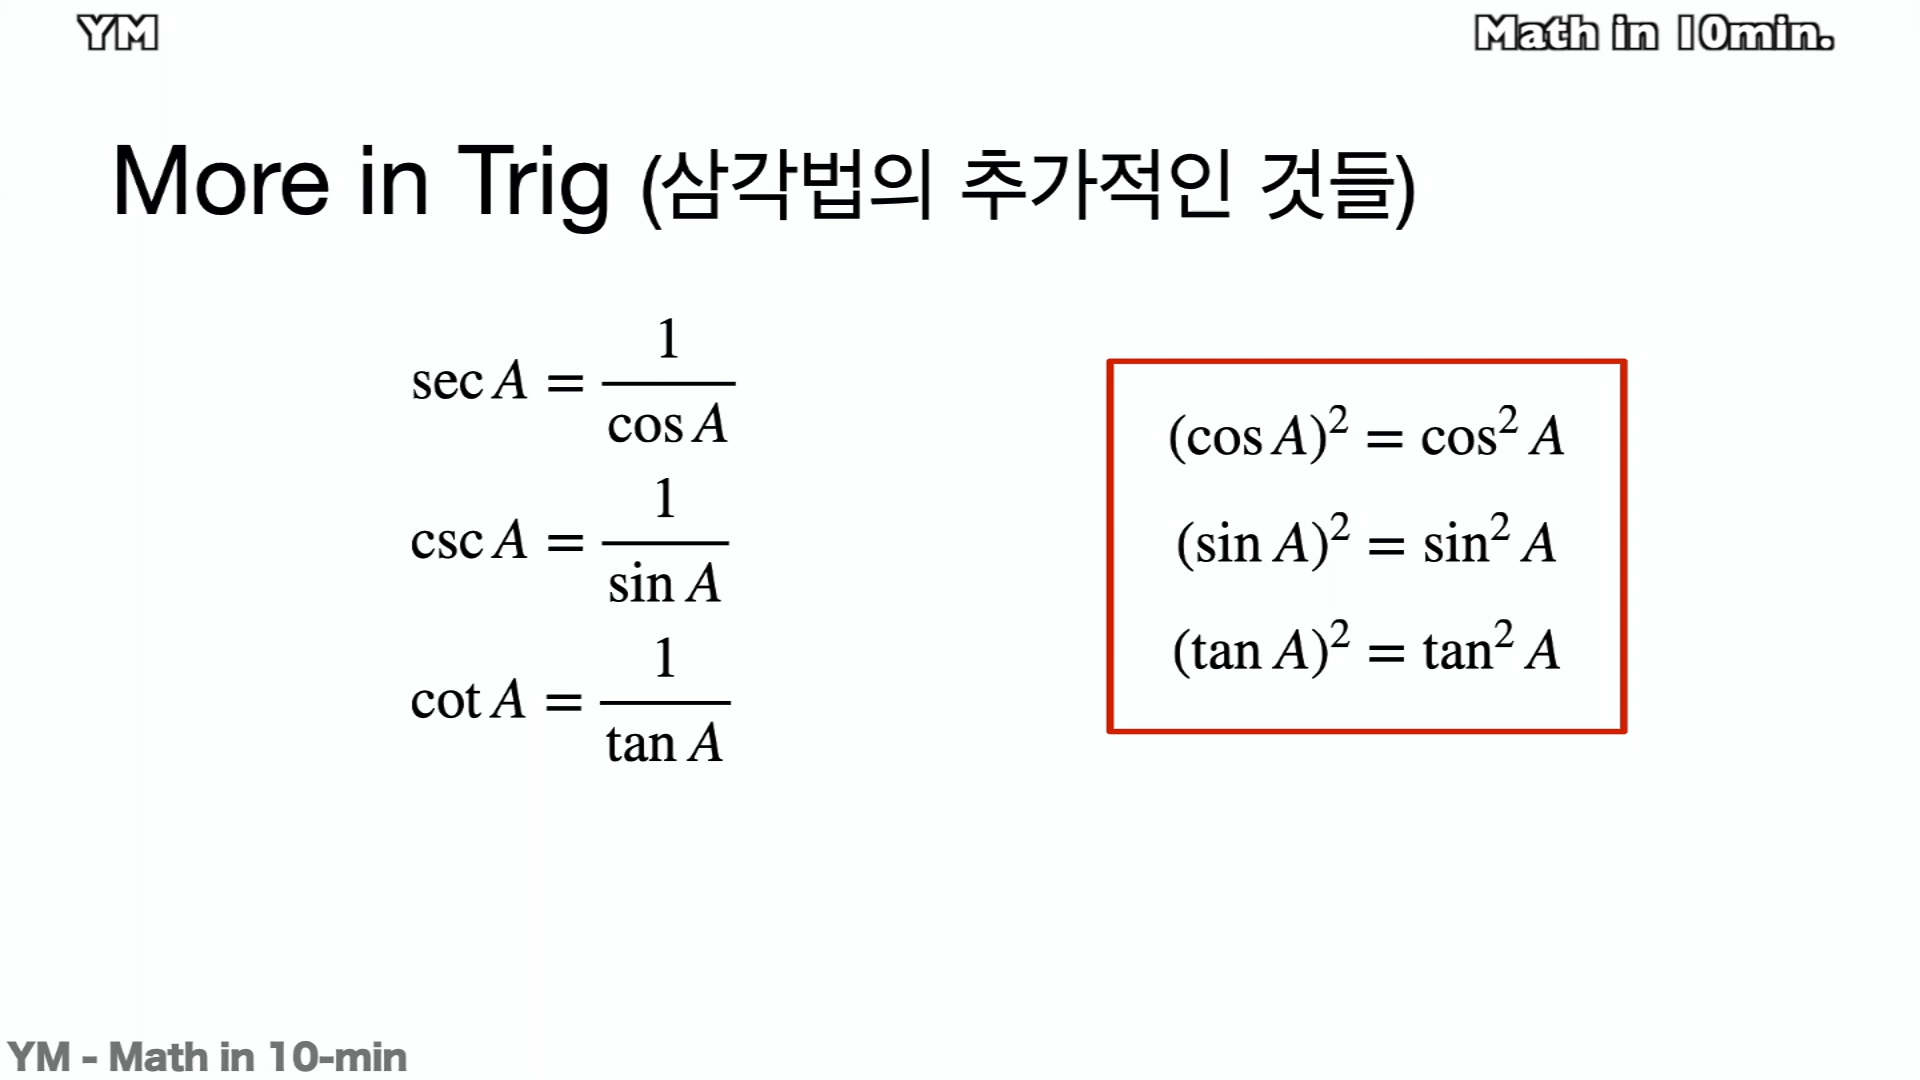 YM
Math in 10min.
More in Trig (삼각법의 추가적인 것들)
sec A = 1/cos A
csc A = 1/sin A
cot A = 1/tan A
(cos A)² = cos² A
(sin A)² = sin² A
(tan A)² = tan² A
YM - Math in 10-min